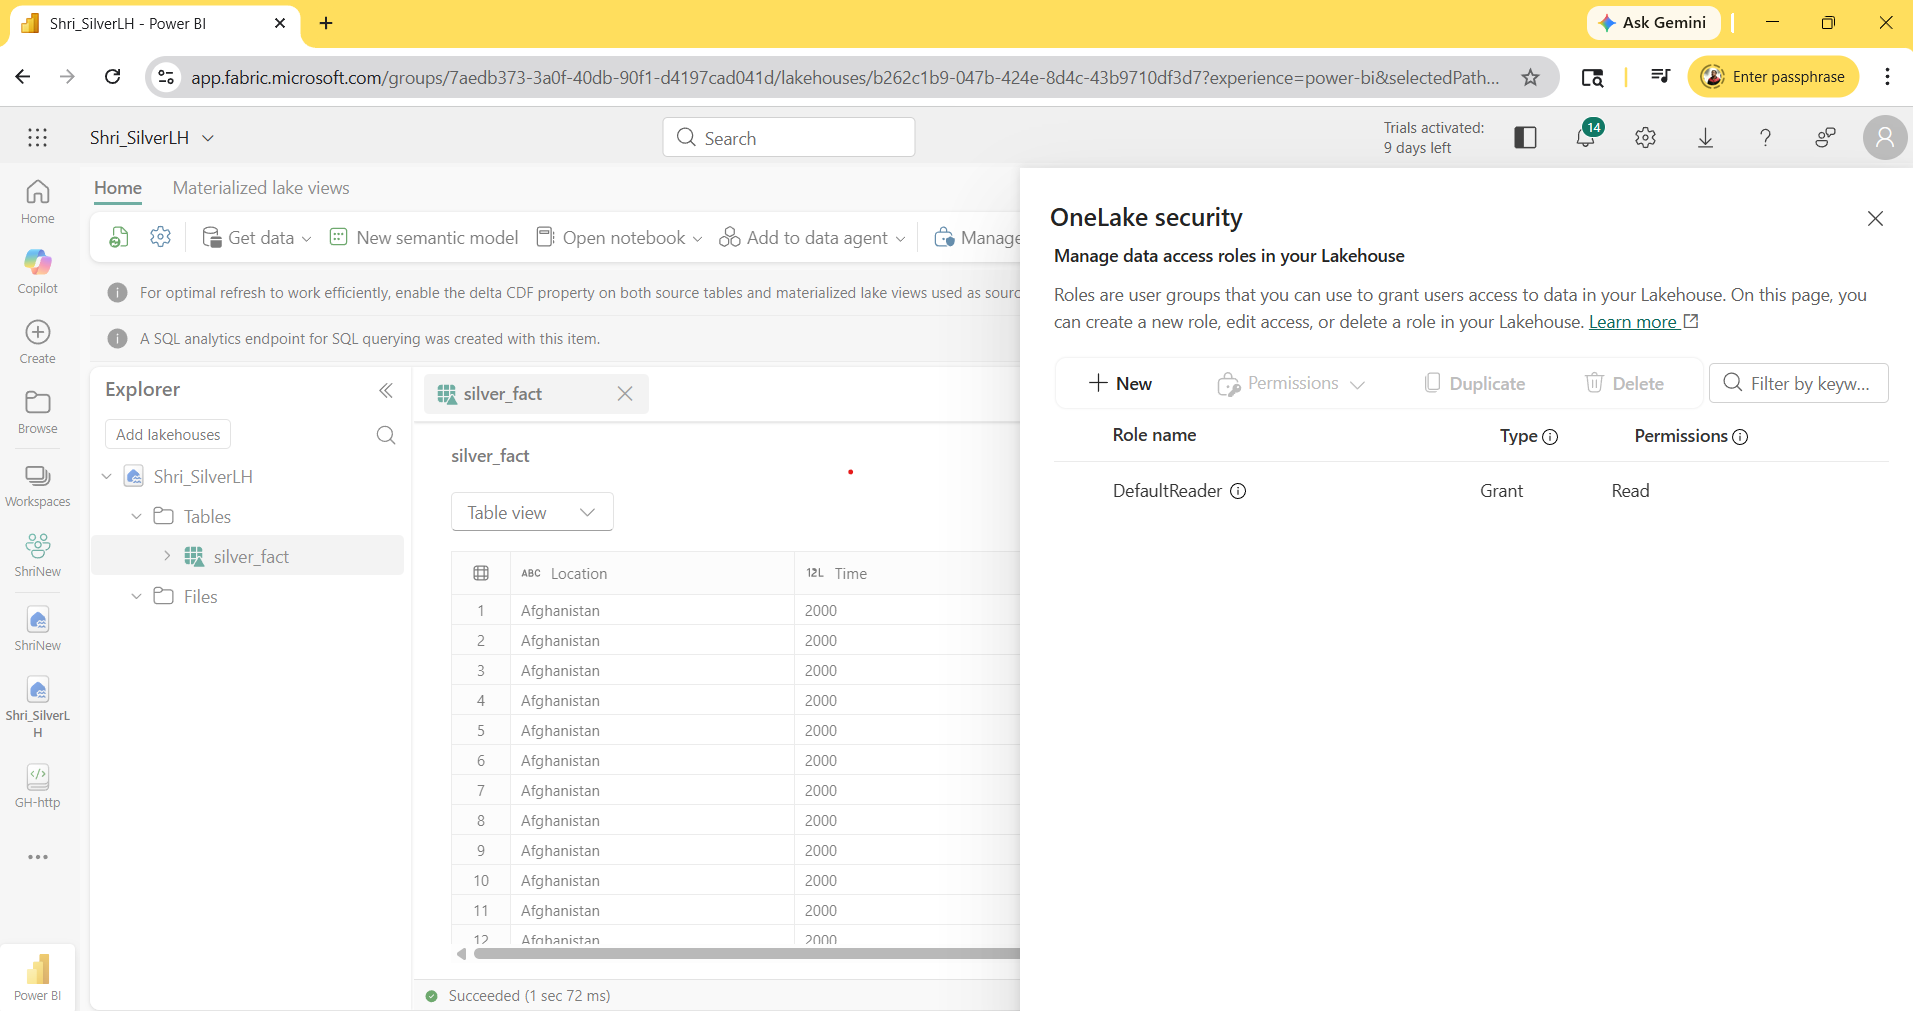 Shri_SilverLH - Power BI
Ask Gemini
app.fabric.microsoft.com/groups/7aedb373-3a0f-40db-90f1-d4197cad041d/lakehouses/b262c1b9-047b-424e-8d4c-43b9710df3d7?experience=power-bi&selectedPath...
Enter passphrase
Shri_SilverLH
Search
Trials activated:
9 days left
14
Home
Materialized lake views
Get data
New semantic model
Open notebook
Add to data agent
Manage
For optimal refresh to work efficiently, enable the delta CDF property on both source tables and materialized lake views used as sourc
A SQL analytics endpoint for SQL querying was created with this item.
Home
Copilot
Create
Browse
Workspaces
ShriNew
ShriNew
Shri_SilverL
H
GH-http
Power BI
Explorer
Add lakehouses
Shri_SilverLH
Tables
silver_fact
Files
silver_fact
silver_fact
Table view
ABC Location
12L Time
1 Afghanistan 2000
2 Afghanistan 2000
3 Afghanistan 2000
4 Afghanistan 2000
5 Afghanistan 2000
6 Afghanistan 2000
7 Afghanistan 2000
8 Afghanistan 2000
9 Afghanistan 2000
10 Afghanistan 2000
11 Afghanistan 2000
12 Afghanistan 2000
Succeeded (1 sec 72 ms)
OneLake security
Manage data access roles in your Lakehouse
Roles are user groups that you can use to grant users access to data in your Lakehouse. On this page, you
can create a new role, edit access, or delete a role in your Lakehouse. Learn more
New
Permissions
Duplicate
Delete
Filter by keyw...
Role name
Type
Permissions
DefaultReader
Grant
Read